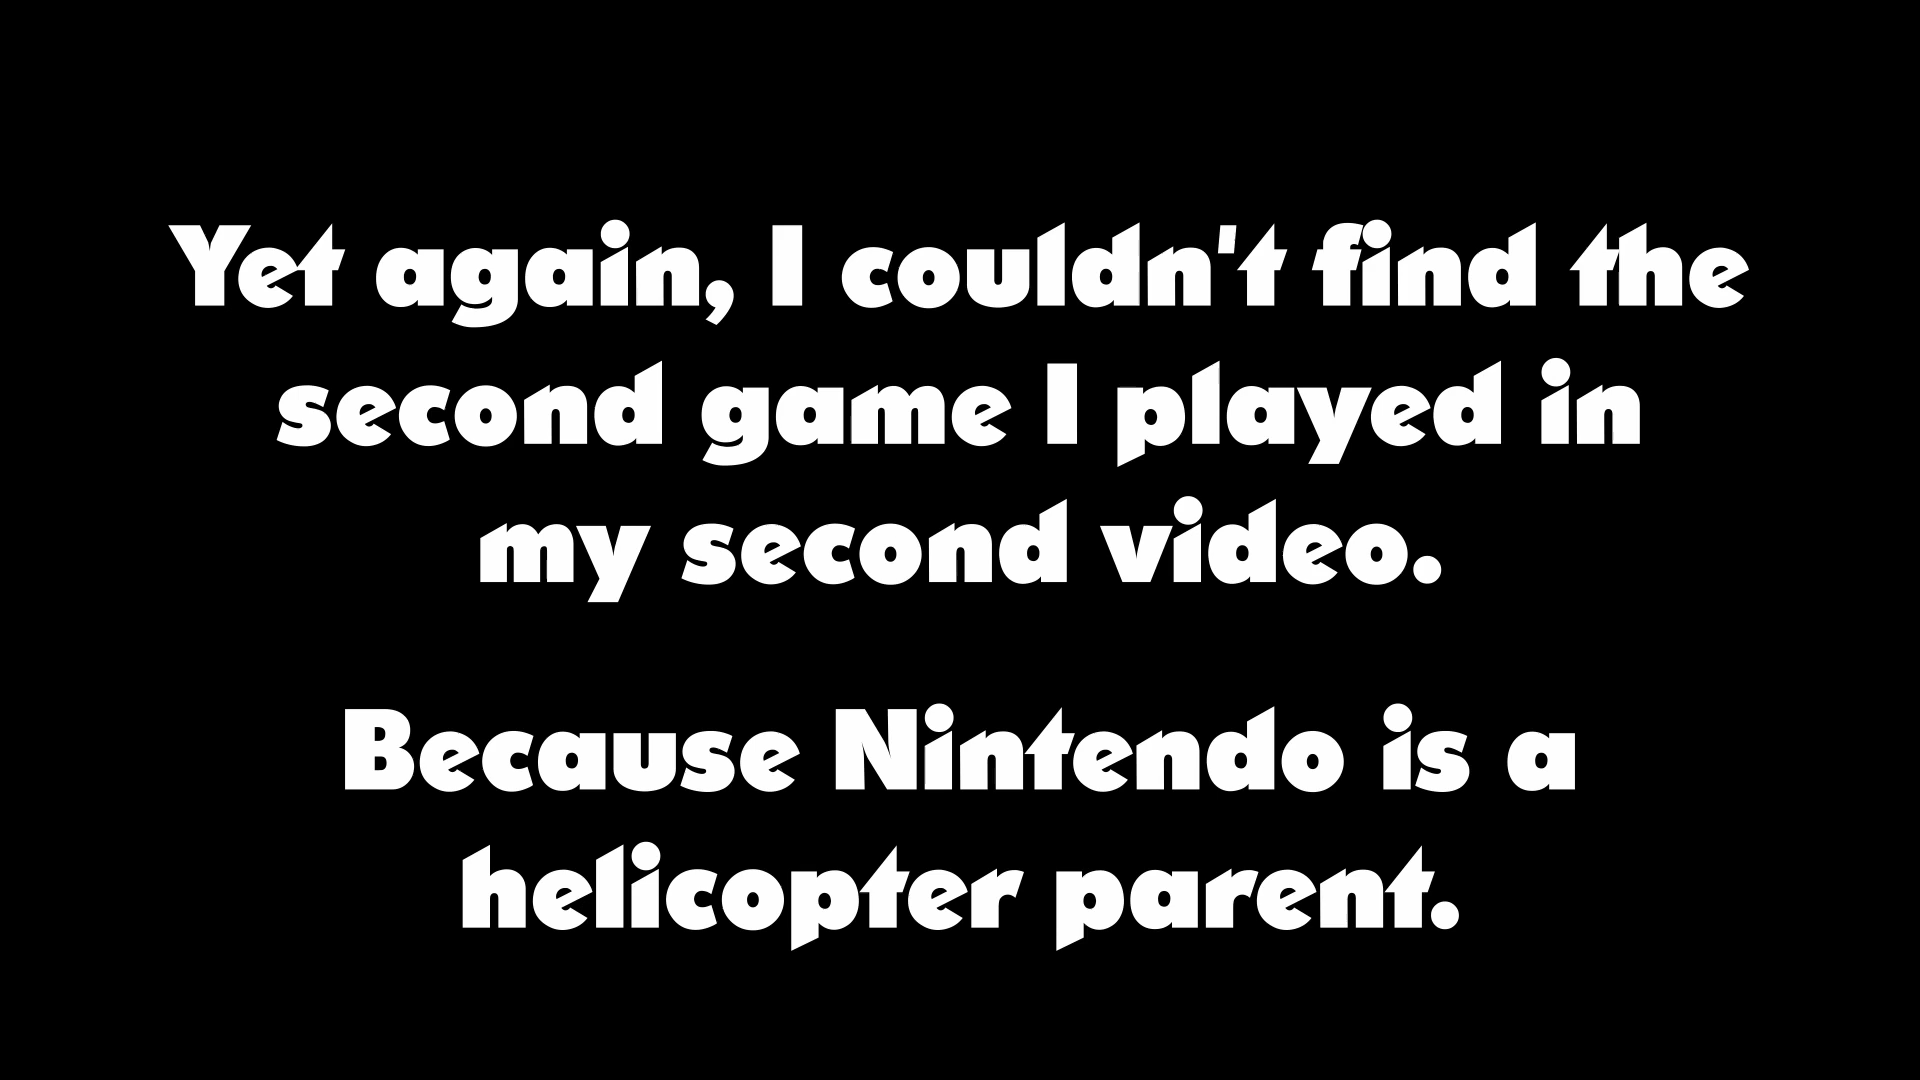 Yet again, I couldn't find the
second game I played in
my second video.
Because Nintendo is a
helicopter parent.